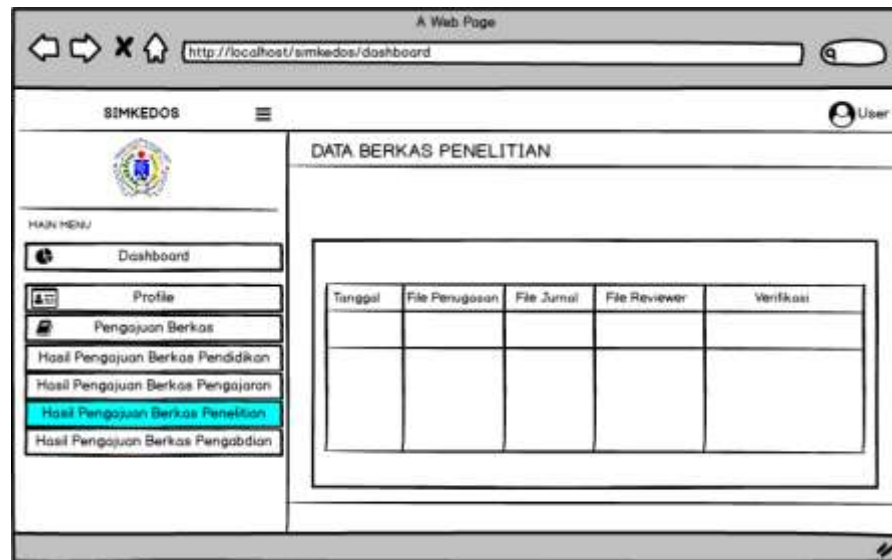 A Web Page
http://localhost/simkedos/dashboard
SIMKEDOS
User
DATA BERKAS PENELITIAN
MAIN MENU
Dashboard
Profile
Pengajuan Berkas
Hasil Pengajuan Berkas Pendidikan
Hasil Pengajuan Berkas Pengajaran
Hasil Pengajuan Berkas Penelitian
Hasil Pengajuan Berkas Pengabdian
Tanggal File Penugasan File Jurnal File Reviewer Verifikasi